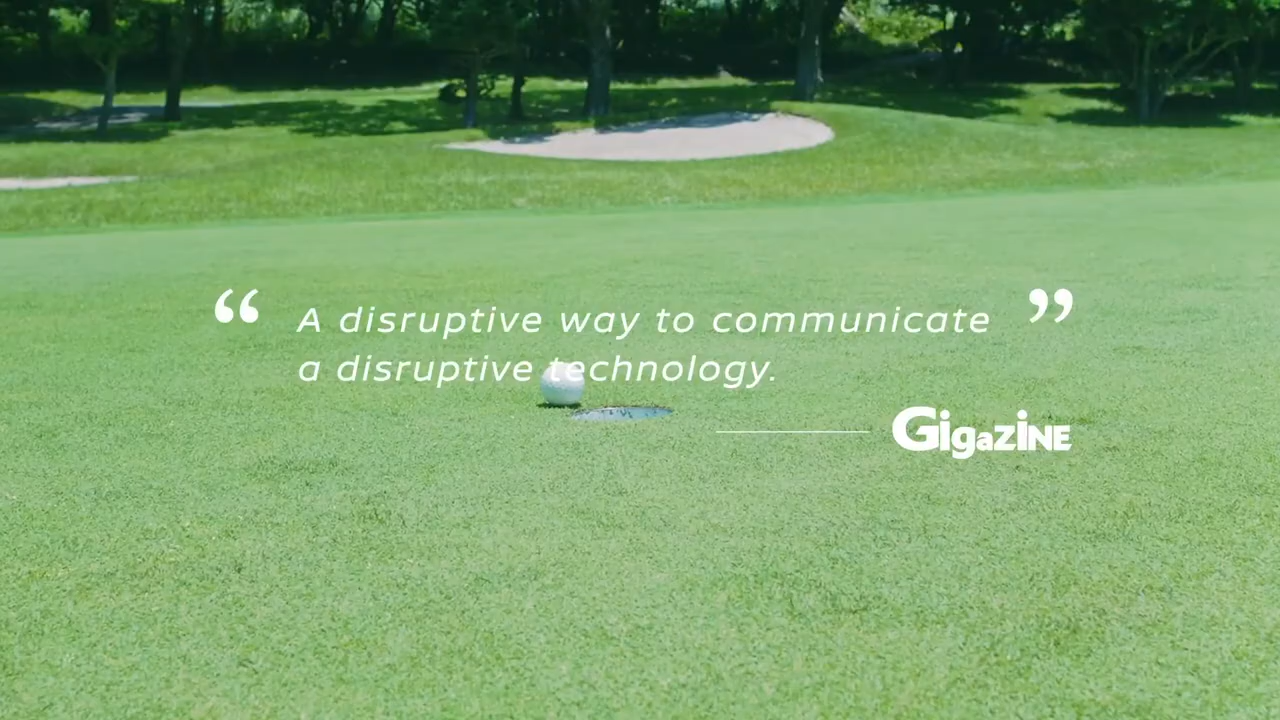 “ A disruptive way to communicate ”
a disruptive technology.
GigaZiNE